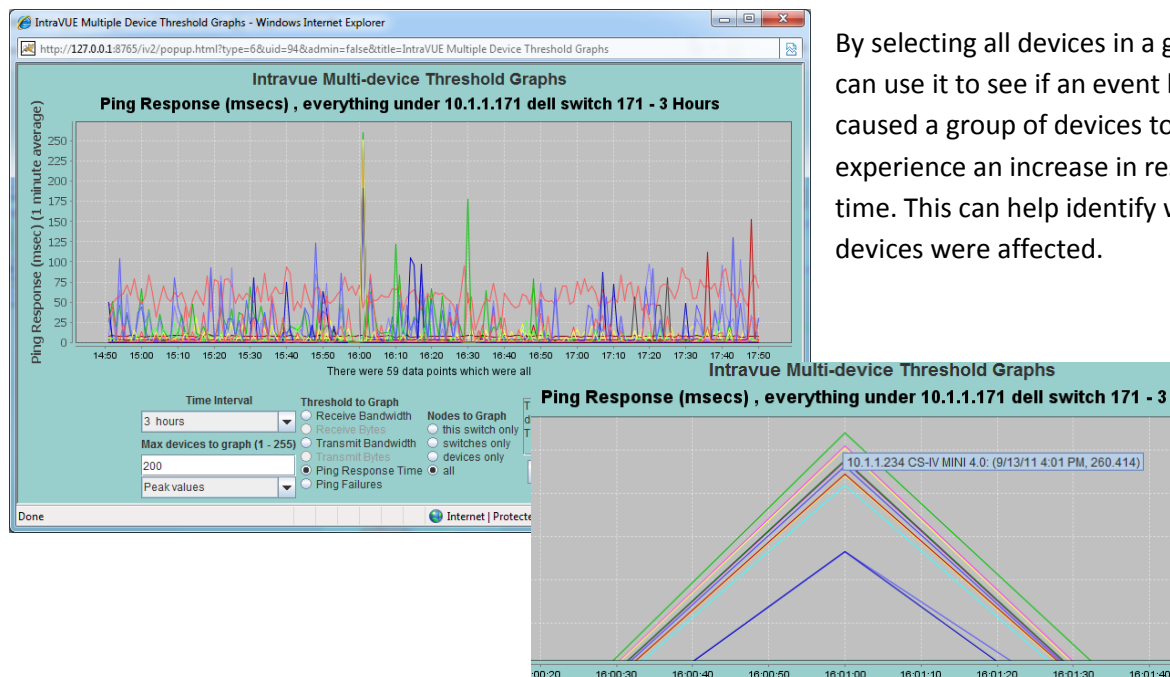 IntraVUE Multiple Device Threshold Graphs - Windows Internet Explorer
http://127.0.0.1:8765/iv2/popup.html?type=6&uid=94&admin=false&title=IntraVUE Multiple Device Threshold Graphs
Intravue Multi-device Threshold Graphs
Ping Response (msecs) , everything under 10.1.1.171 dell switch 171 - 3 Hours
Ping Response (msec) (1 minute average)
250
225
200
175
150
125
100
75
50
25
0
14:50 15:00 15:10 15:20 15:30 15:40 15:50 16:00 16:10 16:20 16:30 16:40 16:50 17:00 17:10 17:20 17:30 17:40 17:50
There were 59 data points which were all
Time Interval
3 hours
Max devices to graph (1 - 255)
200
Peak values
Threshold to Graph
Receive Bandwidth
Receive Bytes
Transmit Bandwidth
Transmit Bytes
Ping Response Time
Ping Failures
Nodes to Graph
this switch only
switches only
devices only
all
Done
Internet | Protecte
By selecting all devices in a g
can use it to see if an event
caused a group of devices to
experience an increase in re
time. This can help identify
devices were affected.
Intravue Multi-device Threshold Graphs
Ping Response (msecs) , everything under 10.1.1.171 dell switch 171 - 3
10.1.1.234 CS-IV MINI 4.0: (9/13/11 4:01 PM, 260.414)
:00:20 16:00:30 16:00:40 16:00:50 16:01:00 16:01:10 16:01:20 16:01:30 16:01:40